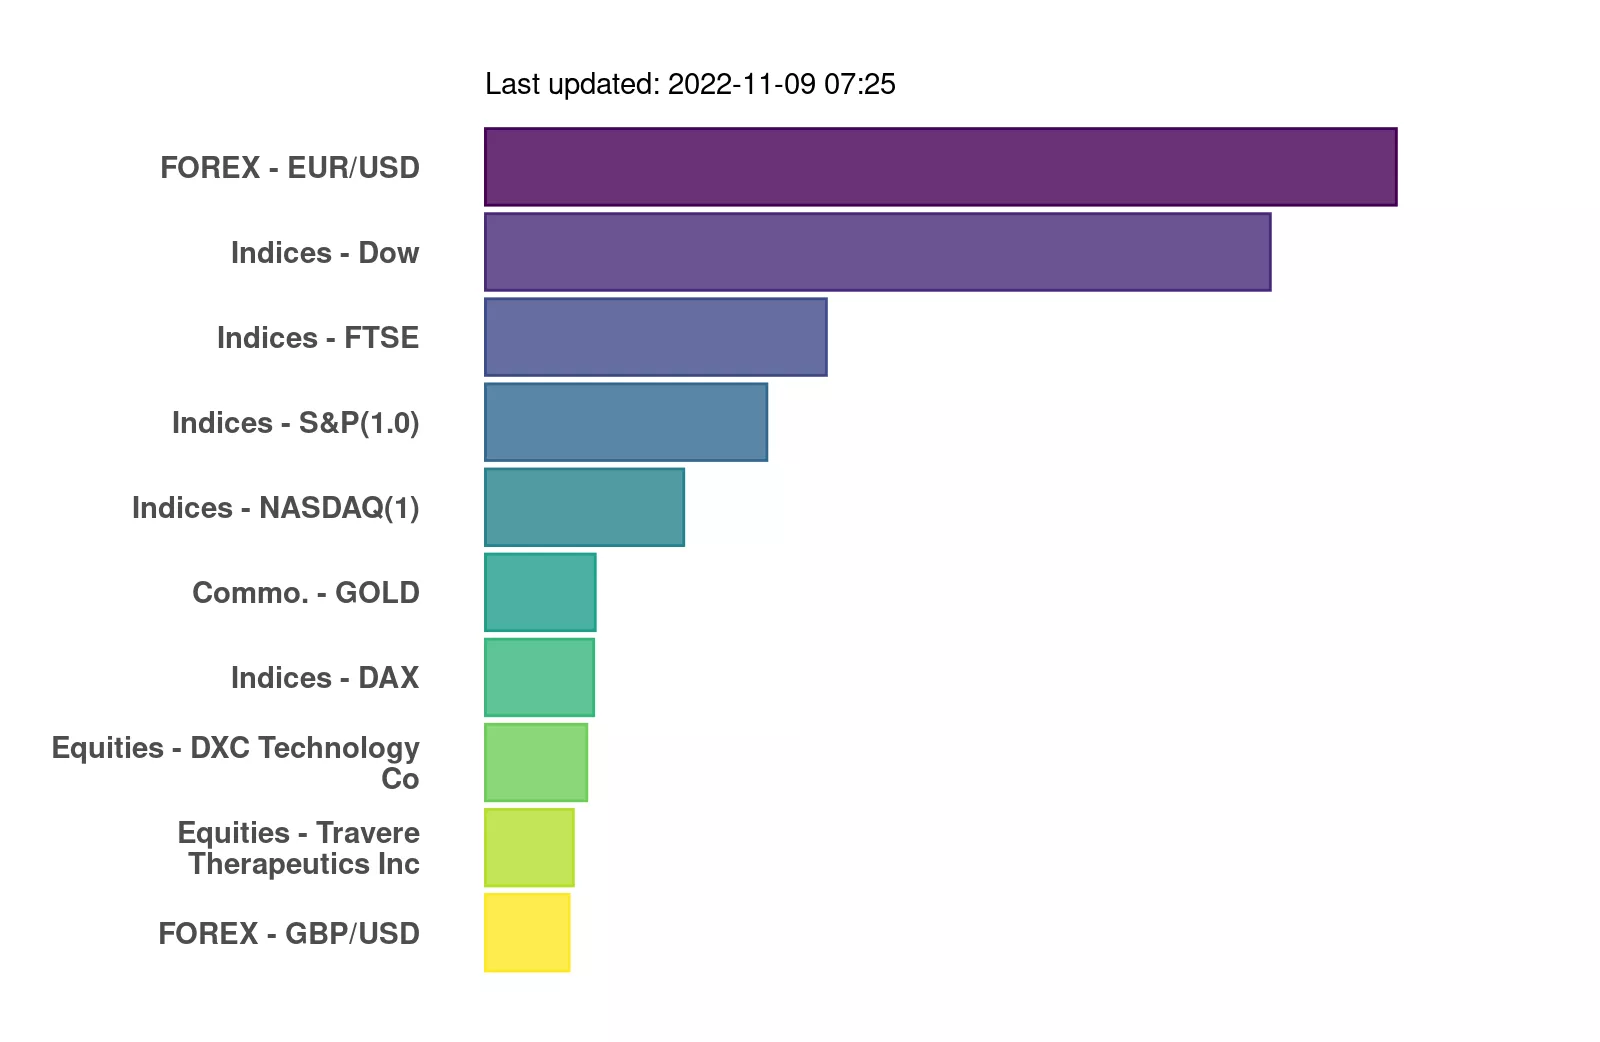 Last updated: 2022-11-09 07:25
FOREX - EUR/USD
Indices - Dow
Indices - FTSE
Indices - S&P(1.0)
Indices - NASDAQ(1)
Commo. - GOLD
Indices - DAX
Equities - DXC Technology
Co
Equities - Travere
Therapeutics Inc
FOREX - GBP/USD